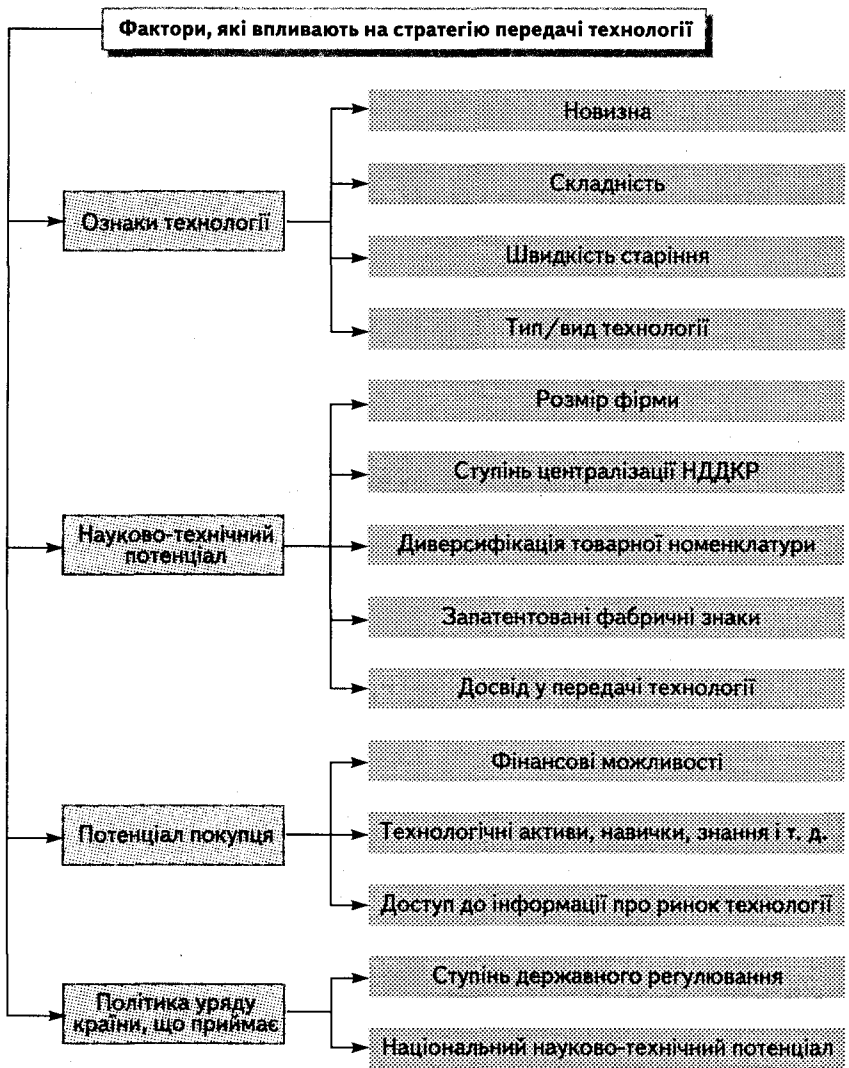 Фактори, які впливають на стратегію передачі технології
Ознаки технології
Новизна
Складність
Швидкість старіння
Тип/вид технології
Науково-технічний
потенціал
Розмір фірми
Ступінь централізації НДДКР
Диверсифікація товарної номенклатури
Запатентовані фабричні знаки
Досвід у передачі технології
Потенціал покупця
Фінансові можливості
Технологічні активи, навички, знання і т. д.
Доступ до інформації про ринок технології
Політика уряду
країни, що приймає
Ступінь державного регулювання
Національний науково-технічний потенціал